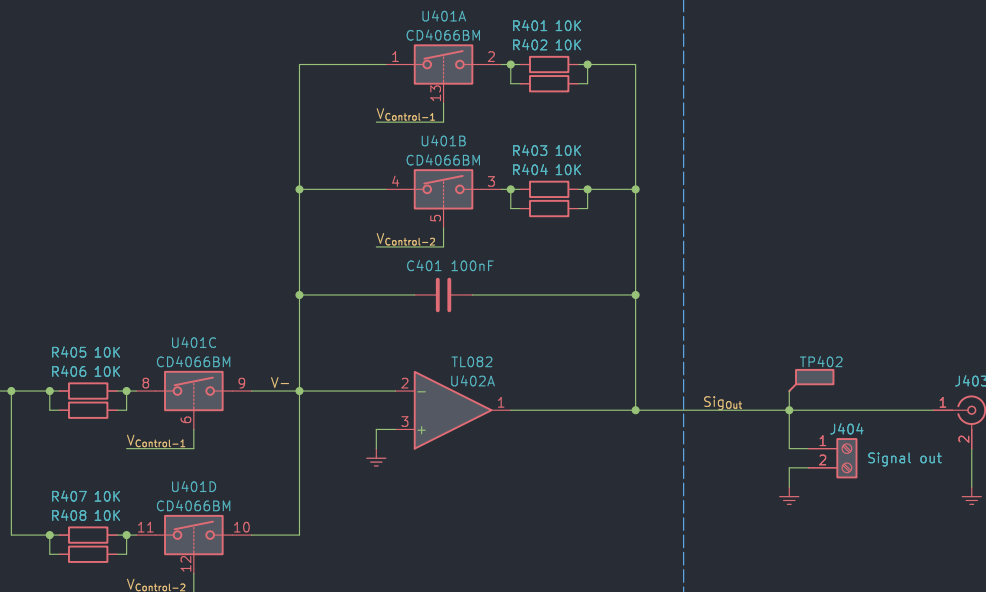 U401A
CD4066BM
R401 10K
R402 10K
1
2
13
VControl-1
U401B
CD4066BM
R403 10K
R404 10K
4
3
5
VControl-2
C401 100nF
R405 10K
R406 10K
U401C
CD4066BM
8
9
V-
6
VControl-1
TL082
U402A
2
-
3
+
1
SigOut
TP402
J403
1
2
J404
1
2
Signal out
R407 10K
R408 10K
U401D
CD4066BM
11
10
12
VControl-2